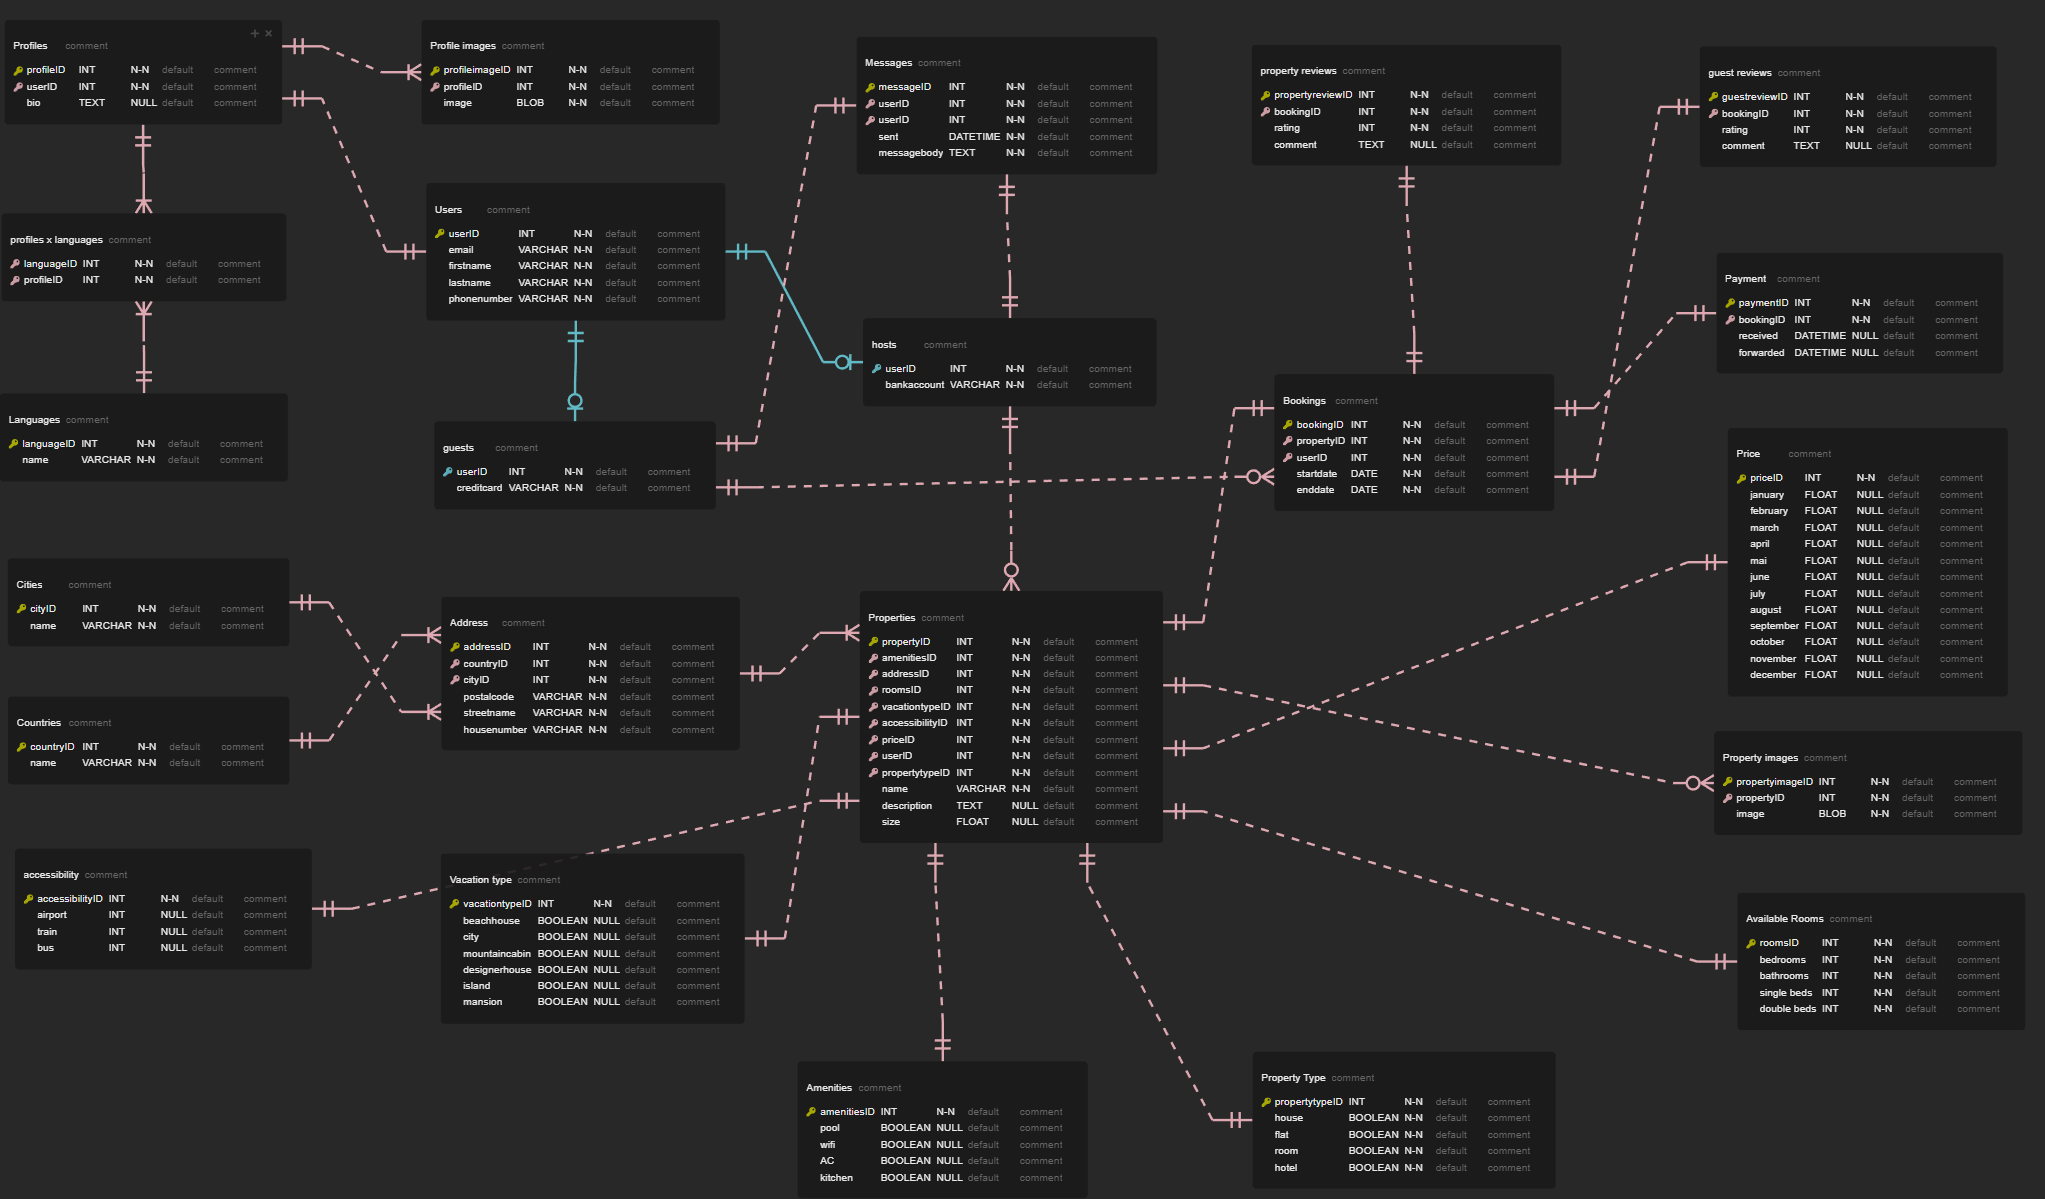 Profiles comment
profileID INT N-N default comment
userID INT N-N default comment
bio TEXT NULL default comment
Profile images comment
profileimageID INT N-N default comment
profileID INT N-N default comment
image BLOB N-N default comment
Messages comment
messageID INT N-N default comment
userID INT N-N default comment
userID INT N-N default comment
sent DATETIME N-N default comment
messagebody TEXT N-N default comment
property reviews comment
propertyreviewID INT N-N default comment
bookingID INT N-N default comment
rating INT N-N default comment
comment TEXT NULL default comment
guest reviews comment
guestreviewID INT N-N default comment
bookingID INT N-N default comment
rating INT N-N default comment
comment TEXT NULL default comment
profiles x languages comment
languageID INT N-N default comment
profileID INT N-N default comment
Users comment
userID INT N-N default comment
email VARCHAR N-N default comment
firstname VARCHAR N-N default comment
lastname VARCHAR N-N default comment
phonenumber VARCHAR N-N default comment
hosts comment
userID INT N-N default comment
bankaccount VARCHAR N-N default comment
Payment comment
paymentID INT N-N default comment
bookingID INT N-N default comment
received DATETIME NULL default comment
forwarded DATETIME NULL default comment
Languages comment
languageID INT N-N default comment
name VARCHAR N-N default comment
guests comment
userID INT N-N default comment
creditcard VARCHAR N-N default comment
Bookings comment
bookingID INT N-N default comment
propertyID INT N-N default comment
userID INT N-N default comment
startdate DATE N-N default comment
enddate DATE N-N default comment
Price comment
priceID INT N-N default comment
january FLOAT NULL default comment
february FLOAT NULL default comment
march FLOAT NULL default comment
april FLOAT NULL default comment
mai FLOAT NULL default comment
june FLOAT NULL default comment
july FLOAT NULL default comment
august FLOAT NULL default comment
september FLOAT NULL default comment
october FLOAT NULL default comment
november FLOAT NULL default comment
december FLOAT NULL default comment
Cities comment
cityID INT N-N default comment
name VARCHAR N-N default comment
Address comment
addressID INT N-N default comment
countryID INT N-N default comment
cityID INT N-N default comment
postalcode VARCHAR N-N default comment
streetname VARCHAR N-N default comment
housenumber VARCHAR N-N default comment
Properties comment
propertyID INT N-N default comment
amenitiesID INT N-N default comment
addressID INT N-N default comment
roomsID INT N-N default comment
vacationtypeID INT N-N default comment
accessibilityID INT N-N default comment
priceID INT N-N default comment
userID INT N-N default comment
propertytypeID INT N-N default comment
name VARCHAR N-N default comment
description TEXT NULL default comment
size FLOAT NULL default comment
Countries comment
countryID INT N-N default comment
name VARCHAR N-N default comment
Property images comment
propertyimageID INT N-N default comment
propertyID INT N-N default comment
image BLOB N-N default comment
accessibility comment
accessibilityID INT N-N default comment
airport INT NULL default comment
train INT NULL default comment
bus INT NULL default comment
Vacation type comment
vacationtypeID INT N-N default comment
beachhouse BOOLEAN NULL default comment
city BOOLEAN NULL default comment
mountaincabin BOOLEAN NULL default comment
designerhouse BOOLEAN NULL default comment
island BOOLEAN NULL default comment
mansion BOOLEAN NULL default comment
Available Rooms comment
roomsID INT N-N default comment
bedrooms INT N-N default comment
bathrooms INT N-N default comment
single beds INT N-N default comment
double beds INT N-N default comment
Amenities comment
amenitiesID INT N-N default comment
pool BOOLEAN NULL default comment
wifi BOOLEAN NULL default comment
AC BOOLEAN NULL default comment
kitchen BOOLEAN NULL default comment
Property Type comment
propertytypeID INT N-N default comment
house BOOLEAN N-N default comment
flat BOOLEAN N-N default comment
room BOOLEAN N-N default comment
hotel BOOLEAN N-N default comment